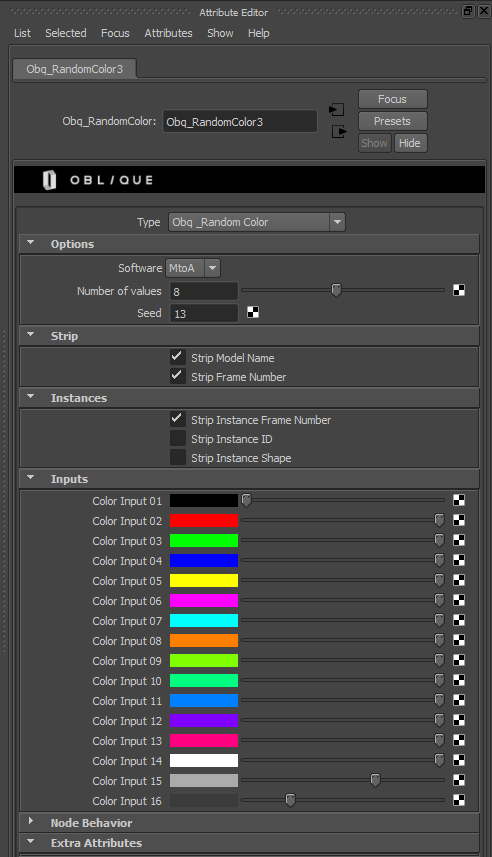 Attribute Editor
List Selected Focus Attributes Show Help
Obq_RandomColor3
Focus
Obq_RandomColor: Obq_RandomColor3
Presets
Show Hide
OBL/QUE
Type Obq _Random Color
Options
Software MtoA
Number of values 8
Seed 13
Strip
Strip Model Name
Strip Frame Number
Instances
Strip Instance Frame Number
Strip Instance ID
Strip Instance Shape
Inputs
Color Input 01
Color Input 02
Color Input 03
Color Input 04
Color Input 05
Color Input 06
Color Input 07
Color Input 08
Color Input 09
Color Input 10
Color Input 11
Color Input 12
Color Input 13
Color Input 14
Color Input 15
Color Input 16
Node Behavior
Extra Attributes